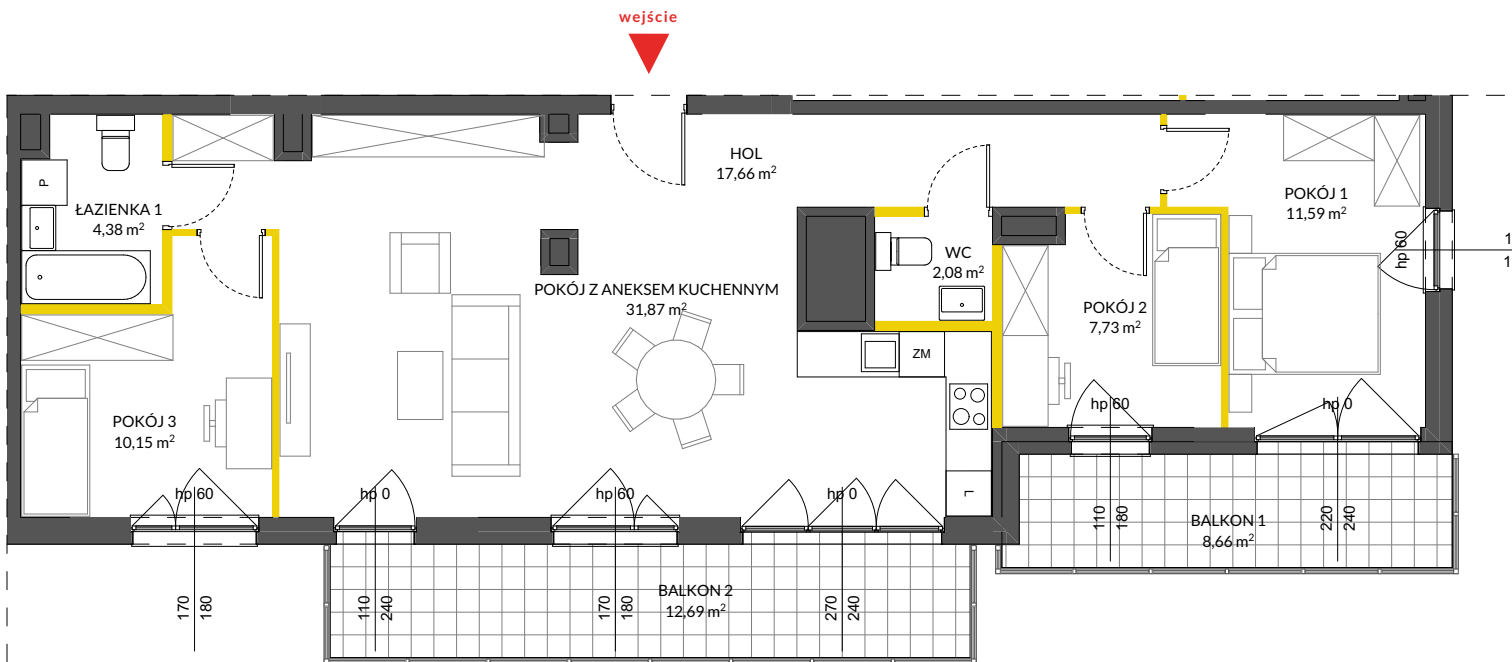 wejście
HOL
17,66 m²
POKÓJ 1
11,59 m²
P
ŁAZIENKA 1
4,38 m²
WC
2,08 m²
hp 60
1
1
POKÓJ Z ANEKSEM KUCHENNYM
31,87 m²
POKÓJ 2
7,73 m²
ZM
POKÓJ 3
10,15 m²
hp 60
hp 0
hp 60
hp 0
hp 60
hp 0
L
BALKON 1
8,66 m²
110
180
220
240
BALKON 2
12,69 m²
170
180
110
240
170
180
270
240